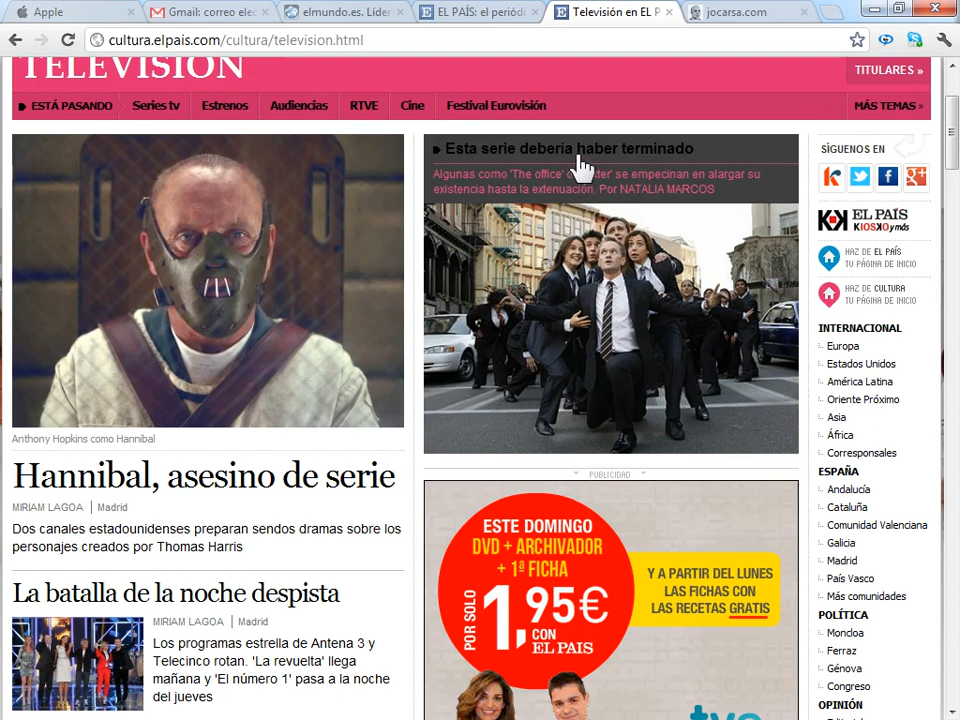 Apple
Gmail: correo elec
elmundo.es. Líder
EL PAÍS: el periódi
Televisión en EL P
jocarsa.com
cultura.elpais.com/cultura/television.html
TELEVISIÓN
TITULARES »
ESTÁ PASANDO
Series tv
Estrenos
Audiencias
RTVE
Cine
Festival Eurovisión
MÁS TEMAS »
Anthony Hopkins como Hannibal
Hannibal, asesino de serie
MIRIAM LAGOA | Madrid
Dos canales estadounidenses preparan sendos dramas sobre los
personajes creados por Thomas Harris
La batalla de la noche despista
MIRIAM LAGOA | Madrid
Los programas estrella de Antena 3 y
Telecinco rotan. 'La revuelta' llega
mañana y 'El número 1' pasa a la noche
del jueves
Esta serie deberia haber terminado
Algunas como 'The office' o ter' se empecinan en alargar su
existencia hasta la extenuación. Por NATALIA MARCOS
PUBLICIDAD
ESTE DOMINGO
DVD + ARCHIVADOR
+ 1ª FICHA
POR SOLO
1,95€
CON
EL PAIS
Y A PARTIR DEL LUNES
LAS FICHAS CON
LAS RECETAS GRATIS
tve
SÍGUENOS EN
EL PAÍS
KIOSKO y más
HAZ DE EL PAÍS
TU PÁGINA DE INICIO
HAZ DE CULTURA
TU PÁGINA DE INICIO
INTERNACIONAL
Europa
Estados Unidos
América Latina
Oriente Próximo
Asia
África
Corresponsales
ESPAÑA
Andalucía
Cataluña
Comunidad Valenciana
Galicia
Madrid
País Vasco
Más comunidades
POLÍTICA
Moncloa
Ferraz
Génova
Congreso
OPINIÓN